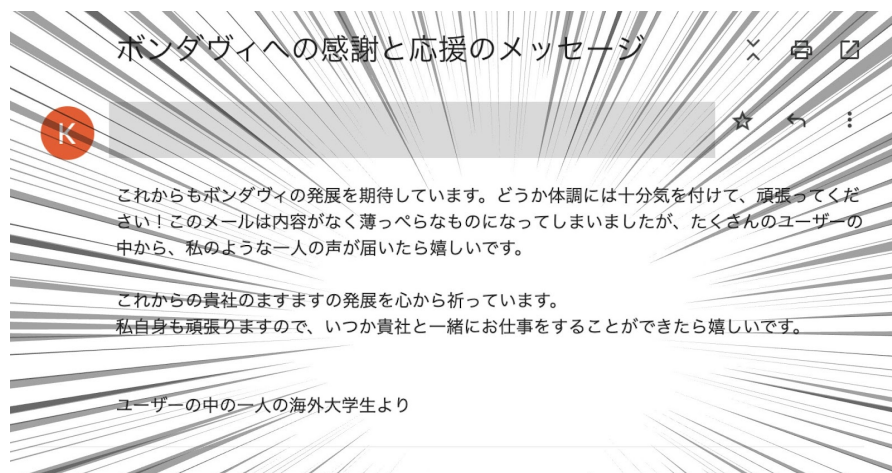 ボンダヴィへの感謝と応援のメッセージ
K
これからもボンダヴィの発展を期待しています。どうか体調には十分気を付けて、頑張ってくだ
さい！このメールは内容がなく薄っぺらなものになってしまいましたが、たくさんのユーザーの
中から、私のような一人の声が届いたら嬉しいです。
これからの貴社のますますの発展を心から祈っています。
私自身も頑張りますので、いつか貴社と一緒にお仕事をすることができたら嬉しいです。
ユーザーの中の一人の海外大学生より